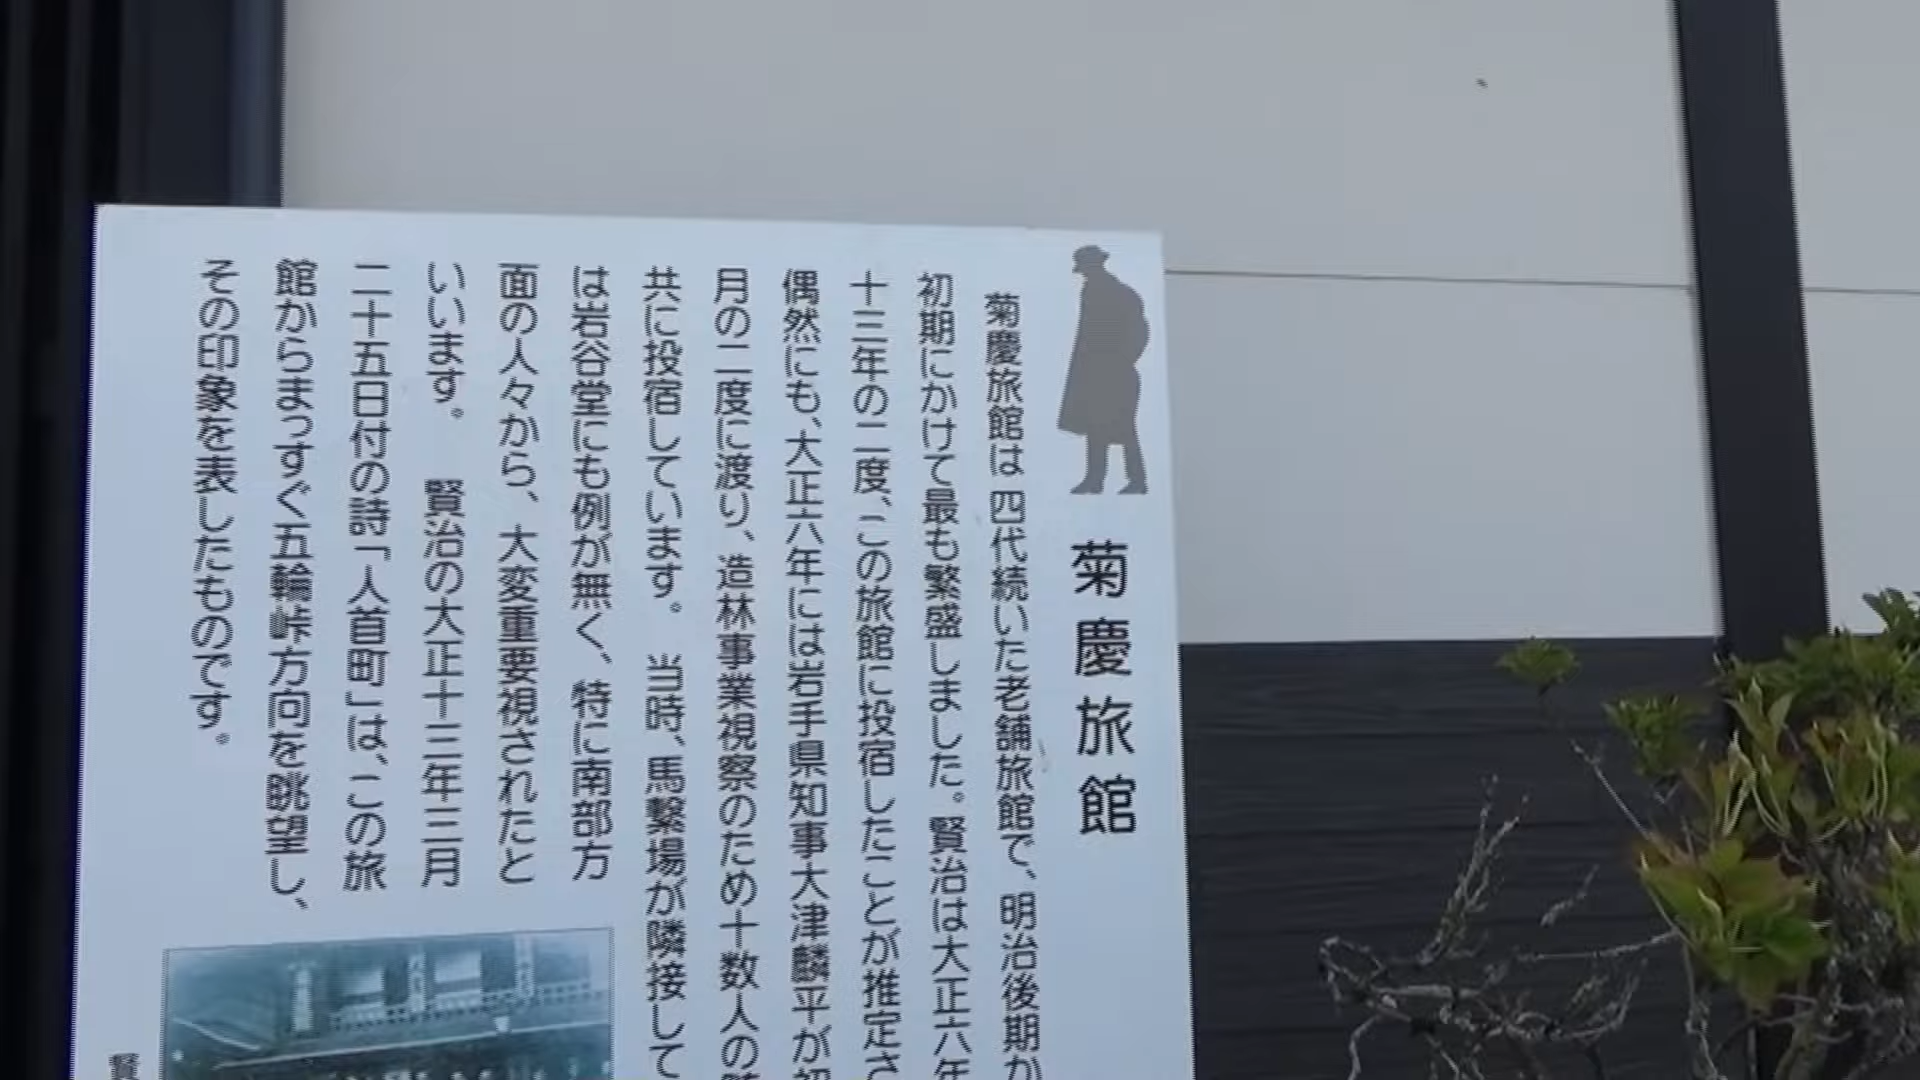 菊慶旅館
菊慶旅館は四代続いた老舗旅館で、明治後期か
初期にかけて最も繁盛しました。賢治は大正六年
十三年の二度、この旅館に投宿したことが推定さ
偶然にも、大正六年には岩手県知事大津麟平が初
月の二度に渡り、造林事業視察のため十数人の随
共に投宿しています。 当時、馬繋場が隣接して
は岩谷堂にも例が無く、特に南部方
面の人々から、大変重要視されたと
いいます。 賢治の大正十三年三月
二十五日付の詩「人首町」は、この旅
館からまっすぐ五輪峠方向を眺望し、
その印象を表したものです。
賢